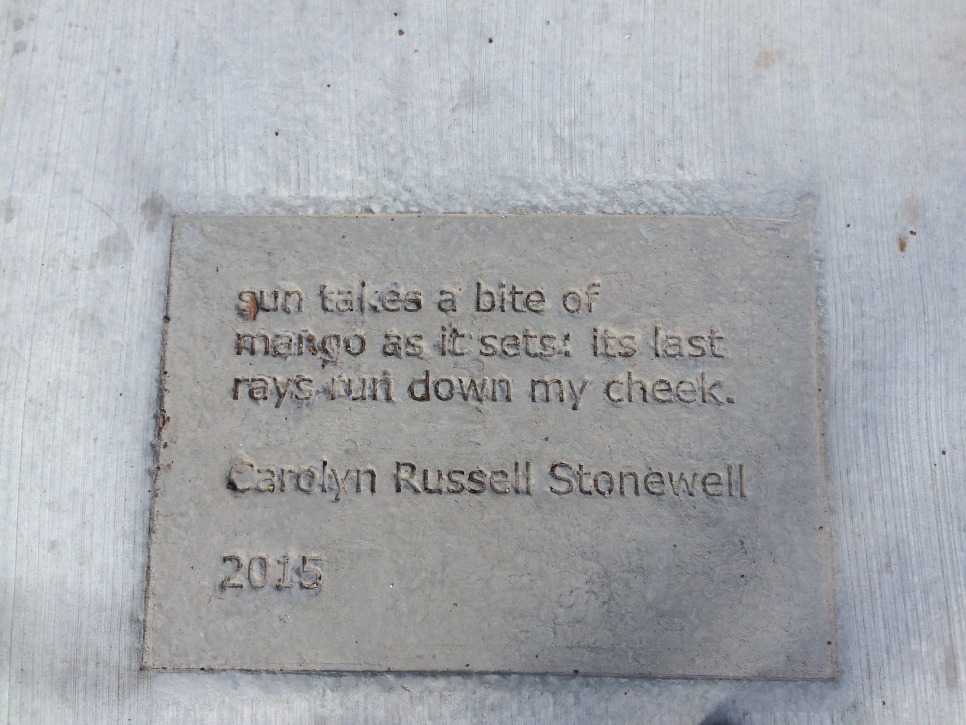 sun takes a bite of
mango as it sets: its last
rays run down my cheek.
Carolyn Russell Stonewell
2015